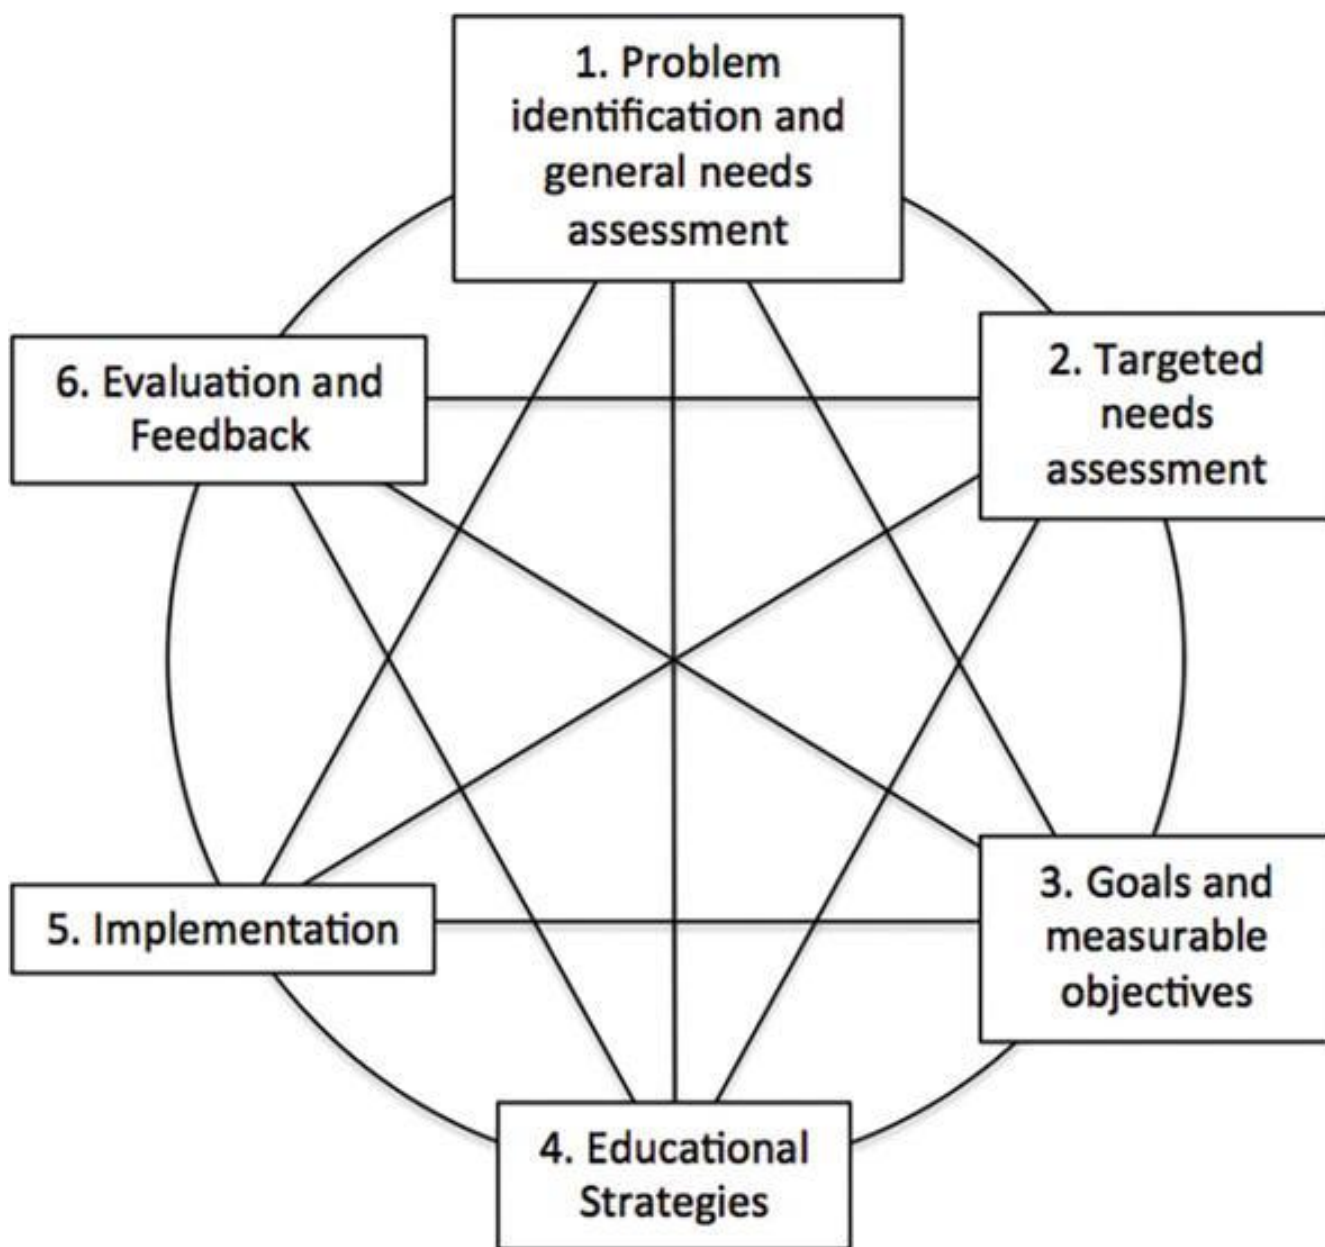 1. Problem
identification and
general needs
assessment
2. Targeted
needs
assessment
3. Goals and
measurable
objectives
4. Educational
Strategies
5. Implementation
6. Evaluation and
Feedback